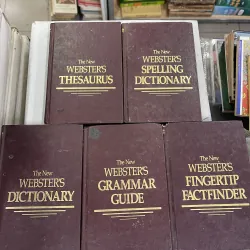 The New
WEBSTER'S
THESAURUS
The New
WEBSTER'S
SPELLING
DICTIONARY
The New
WEBSTER'S
DICTIONARY
The New
WEBSTER'S
GRAMMAR
GUIDE
The New
WEBSTER'S
FINGERTIP
FACTFINDER